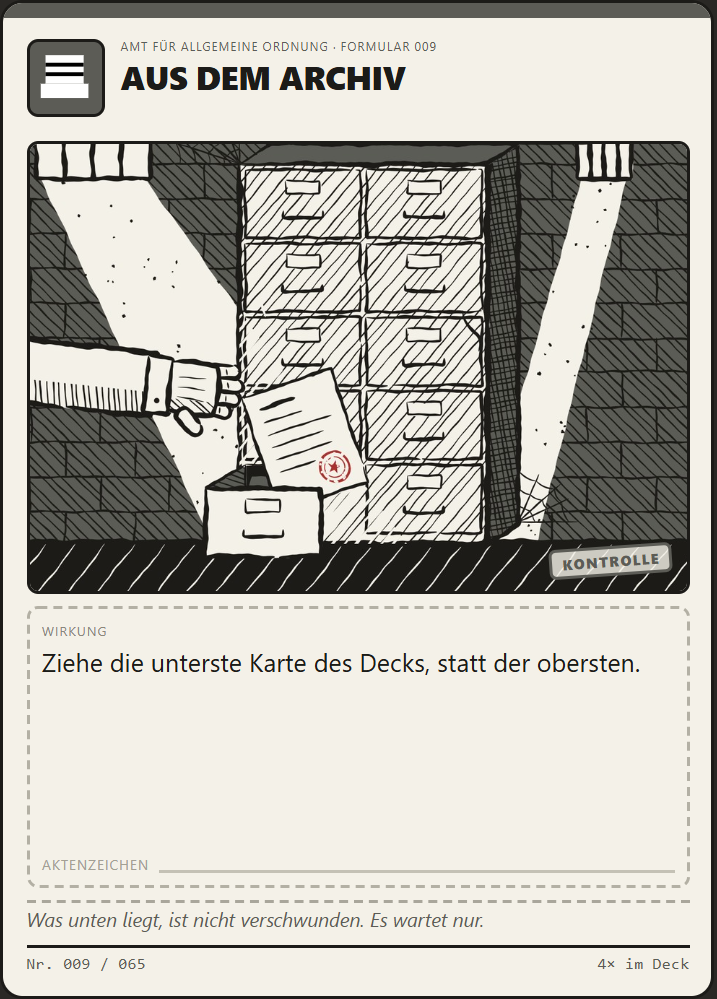 AMT FÜR ALLGEMEINE ORDNUNG · FORMULAR 009
AUS DEM ARCHIV
KONTROLLE
WIRKUNG
Ziehe die unterste Karte des Decks, statt der obersten.
AKTENZEICHEN
Was unten liegt, ist nicht verschwunden. Es wartet nur.
Nr. 009 / 065
4× im Deck